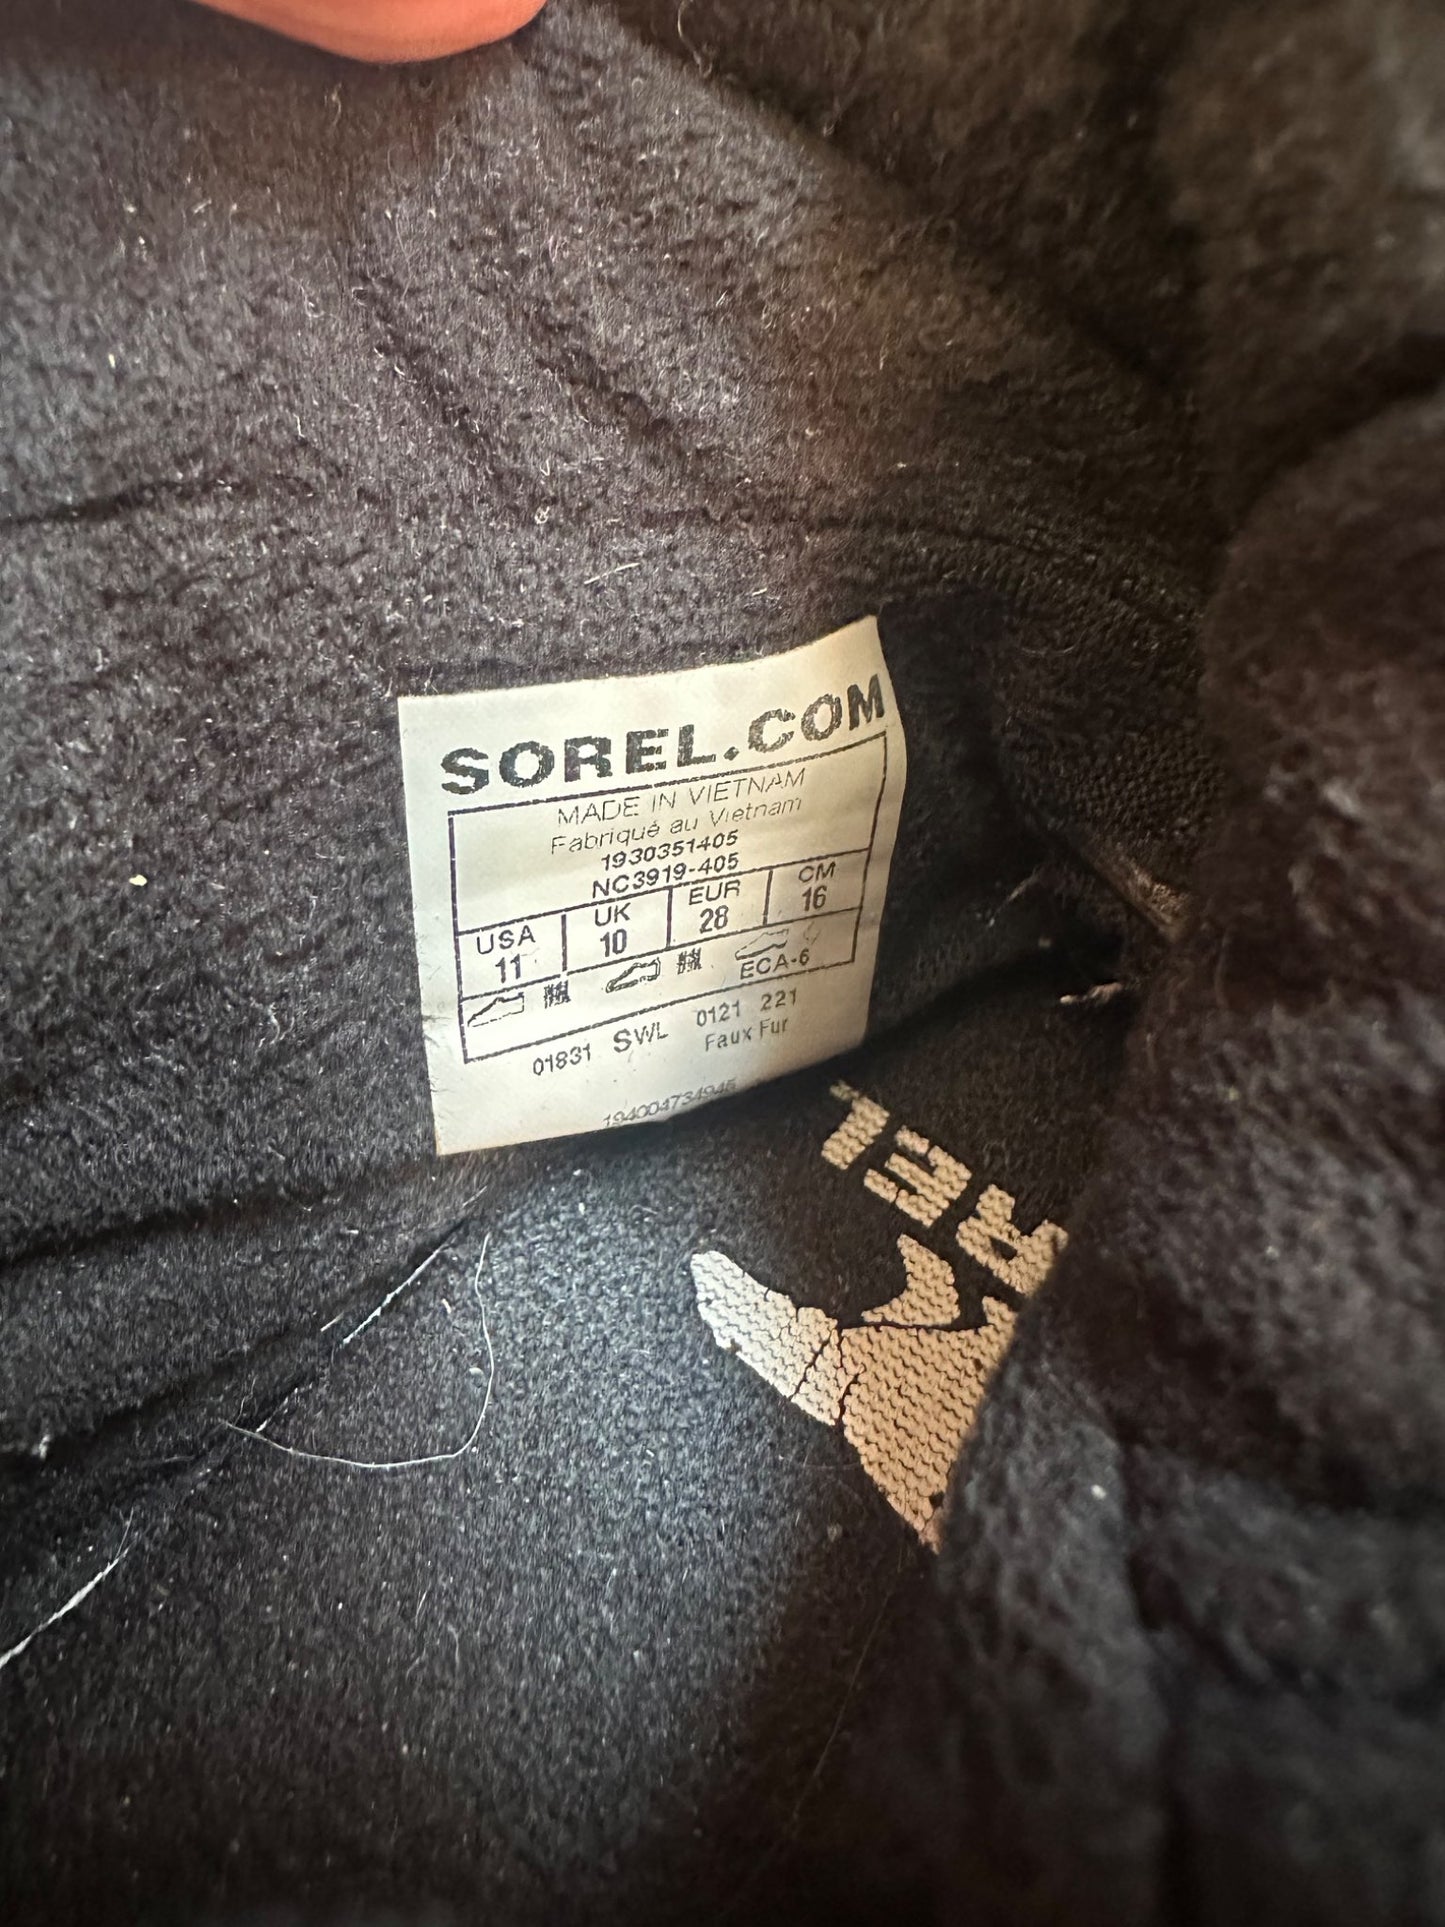 SOREL.COM
MADE IN VIETNAM
Fabriqué au Vietnam
1930351405
NC3919-405
USA UK EUR CM
11 10 28 16
ECA-6
01831 SWL 0121 221
Faux Fur
194004734945
REL